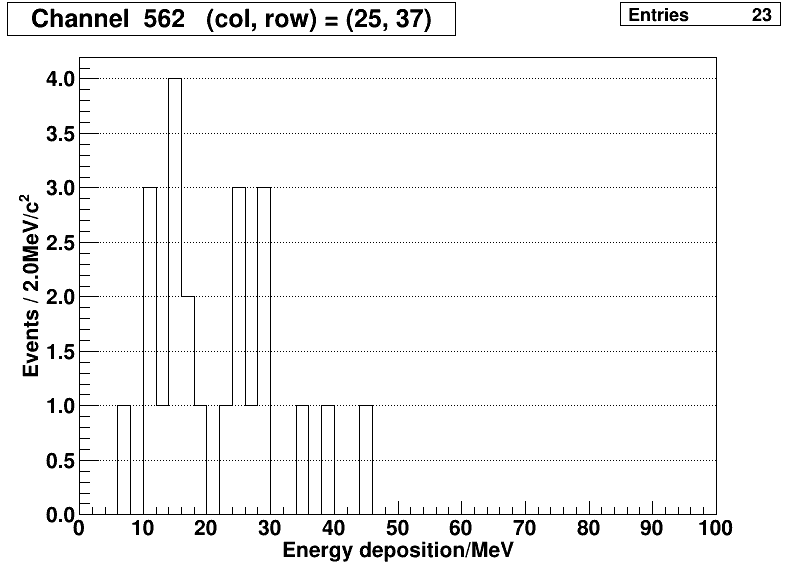 Channel 562 (col, row) = (25, 37)
Entries 23
4.0
3.5
3.0
2.5
2.0
1.5
1.0
0.5
0.0
Events / 2.0MeV/c²
0 10 20 30 40 50 60 70 80 90 100
Energy deposition/MeV